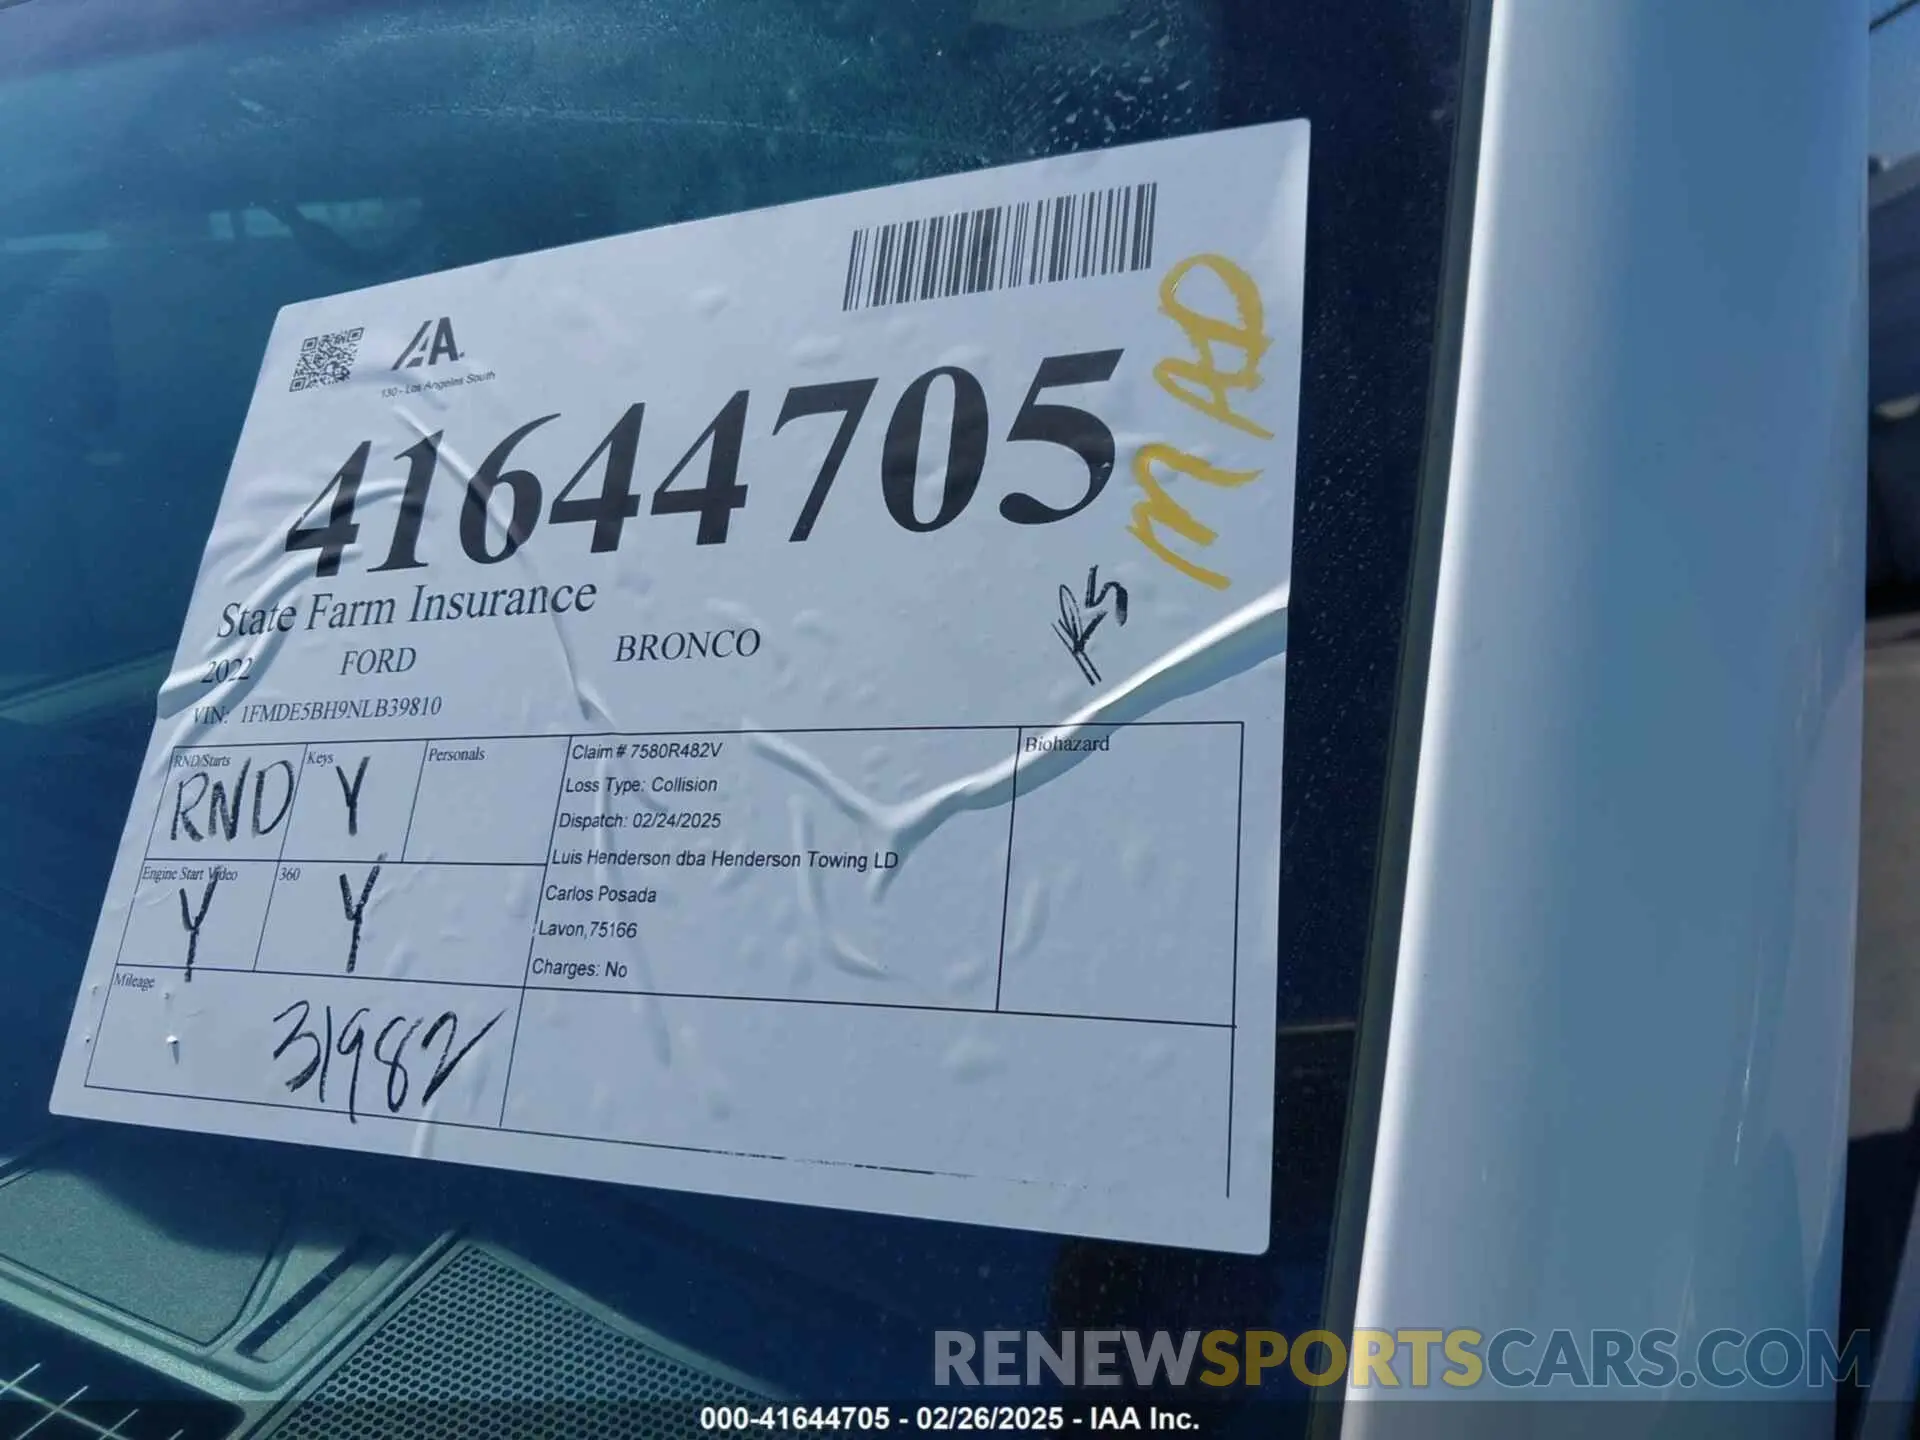 IAA.
130 - Los Angeles South
41644705
MAD
State Farm Insurance
2022 FORD BRONCO
VIN: 1FMDE5BH9NLB39810
RND/Starts Keys Personals
RND Y
Engine Start Video 360
Y Y
Mileage
31982
Claim # 7580R482V
Loss Type: Collision
Dispatch: 02/24/2025
Luis Henderson dba Henderson Towing LD
Carlos Posada
Lavon,75166
Charges: No
Biohazard
RENEWSPORTSCARS.COM
000-41644705 - 02/26/2025 - IAA Inc.